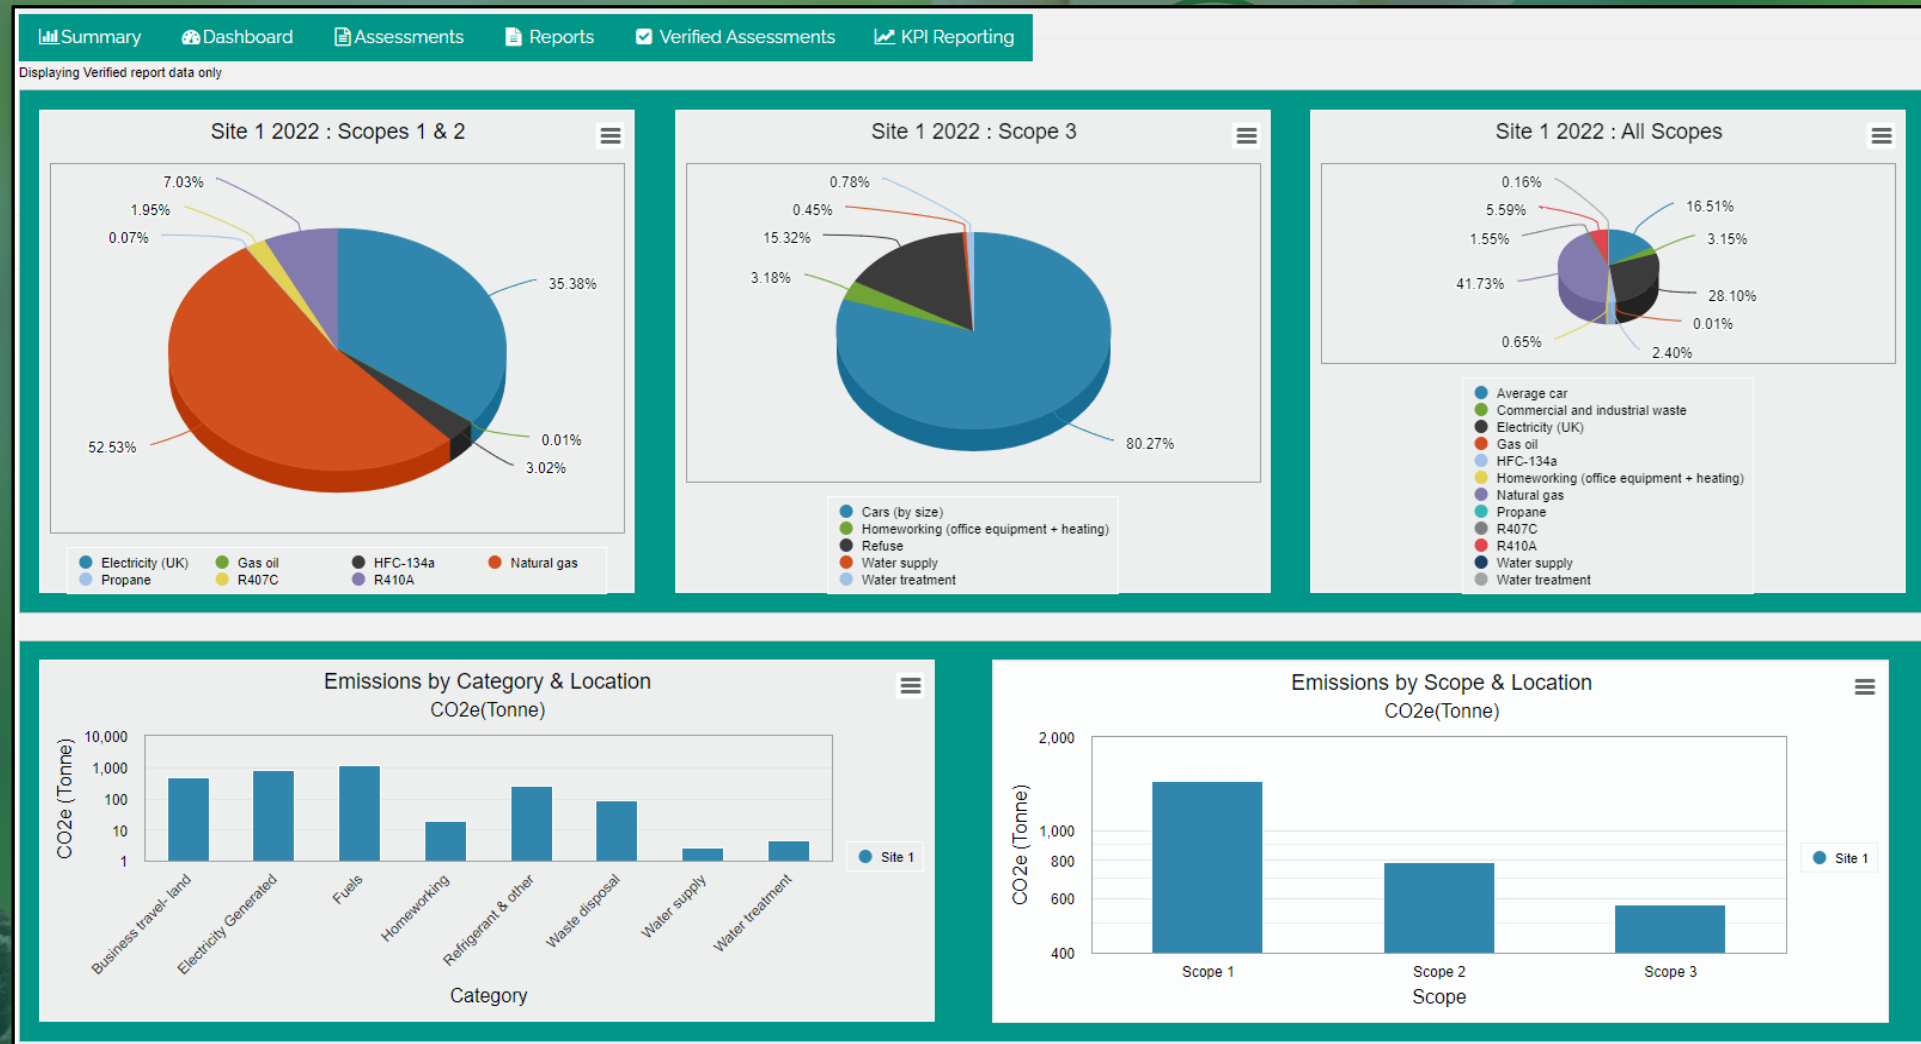 Summary Dashboard Assessments Reports Verified Assessments KPI Reporting
Displaying Verified report data only
Site 1 2022 : Scopes 1 & 2
7.03%
1.95%
0.07%
35.38%
52.53%
0.01%
3.02%
Electricity (UK) Gas oil HFC-134a Natural gas
Propane R407C R410A
Site 1 2022 : Scope 3
0.78%
0.45%
15.32%
3.18%
80.27%
Cars (by size)
Homeworking (office equipment + heating)
Refuse
Water supply
Water treatment
Site 1 2022 : All Scopes
0.16%
5.59%
16.51%
1.55%
3.15%
41.73%
28.10%
0.01%
0.65%
2.40%
Average car
Commercial and industrial waste
Electricity (UK)
Gas oil
HFC-134a
Homeworking (office equipment + heating)
Natural gas
Propane
R407C
R410A
Water supply
Water treatment
Emissions by Category & Location
CO2e(Tonne)
CO2e (Tonne)
10,000
1,000
100
10
1
Business travel- land
Electricity Generated
Fuels
Homeworking
Refrigerant & other
Waste disposal
Water supply
Water treatment
Category
Site 1
Emissions by Scope & Location
CO2e(Tonne)
CO2e (Tonne)
2,000
1,000
800
600
400
Scope 1 Scope 2 Scope 3
Scope
Site 1